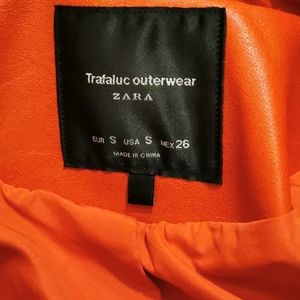 Trafaluc outerwear
ZARA
EUR S USA S MEX 26
MADE IN CHINA